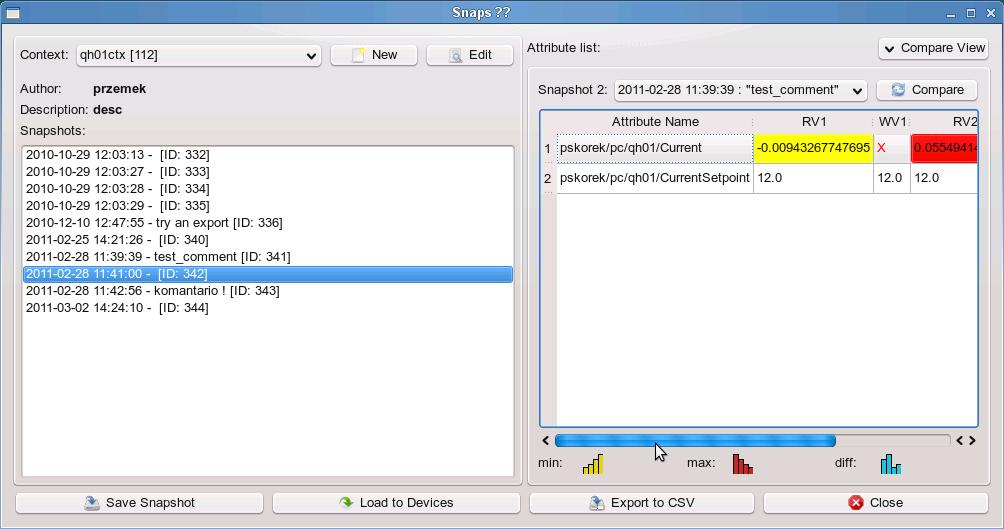 Snaps ??
Context: qh01ctx [112] New Edit
Author: przemek
Description: desc
Snapshots:
2010-10-29 12:03:13 - [ID: 332]
2010-10-29 12:03:27 - [ID: 333]
2010-10-29 12:03:28 - [ID: 334]
2010-10-29 12:03:29 - [ID: 335]
2010-12-10 12:47:55 - try an export [ID: 336]
2011-02-25 14:21:26 - [ID: 340]
2011-02-28 11:39:39 - test_comment [ID: 341]
2011-02-28 11:41:00 - [ID: 342]
2011-02-28 11:42:56 - komantario ! [ID: 343]
2011-03-02 14:24:10 - [ID: 344]
Attribute list: Compare View
Snapshot 2: 2011-02-28 11:39:39 : "test_comment" Compare
Attribute Name RV1 WV1 RV2
1 pskorek/pc/qh01/Current -0.00943267747695 X 0.05549414
2 pskorek/pc/qh01/CurrentSetpoint 12.0 12.0 12.0
min: max: diff:
Save Snapshot Load to Devices Export to CSV Close